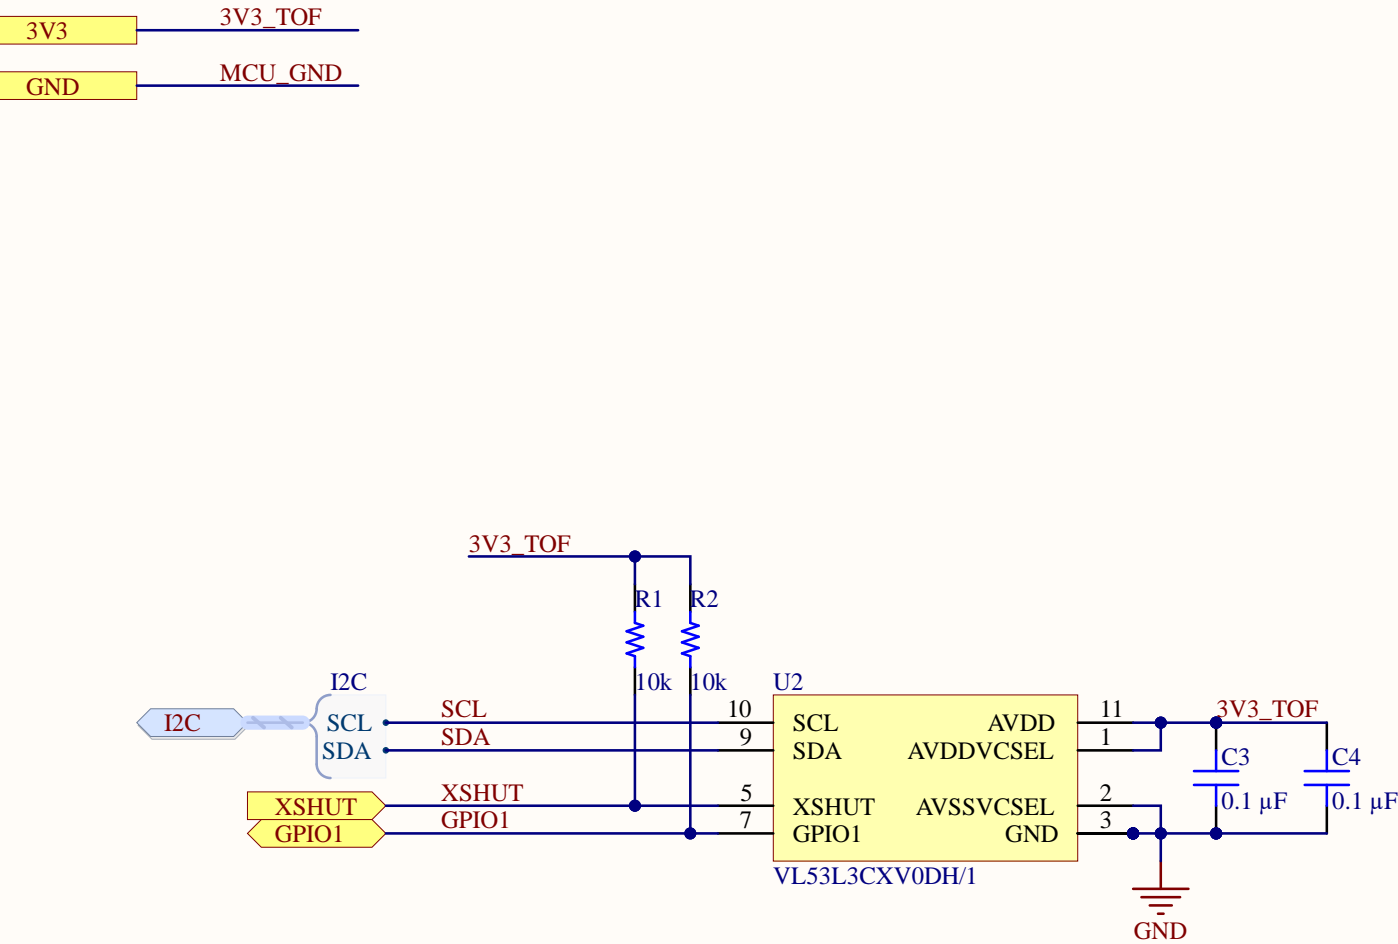 3V3 3V3_TOF
GND MCU_GND
3V3_TOF
R1 R2
10k 10k
I2C
U2
I2C
SCL SCL 10 SCL AVDD 11 3V3_TOF
SDA SDA 9 SDA AVDDVCSEL 1
C3 C4
0.1 µF 0.1 µF
XSHUT XSHUT 5 XSHUT AVSSVCSEL 2
GPIO1 GPIO1 7 GPIO1 GND 3
VL53L3CXV0DH/1
GND